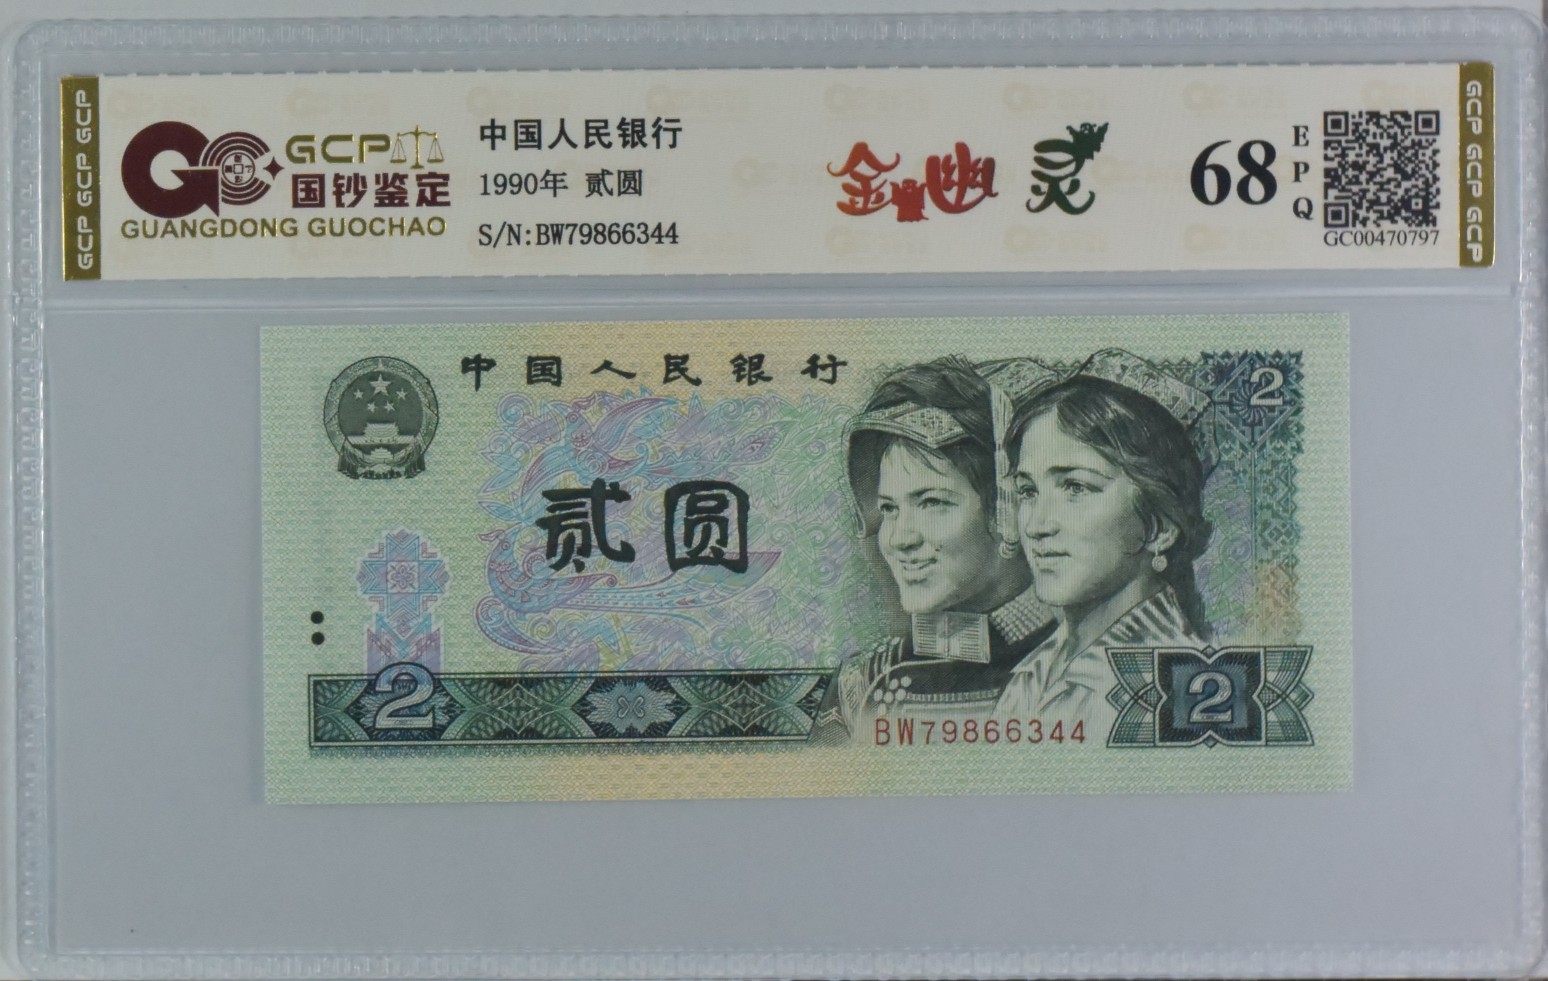 GCP GCP GCP
GCP
国钞鉴定
GUANGDONG GUOCHAO
中国人民银行
1990年 贰圆
S/N:BW79866344
金幽灵
68
EPQ
GC00470797
GCP GCP GCP
中国人民银行
2
贰圆
2
BW79866344
2